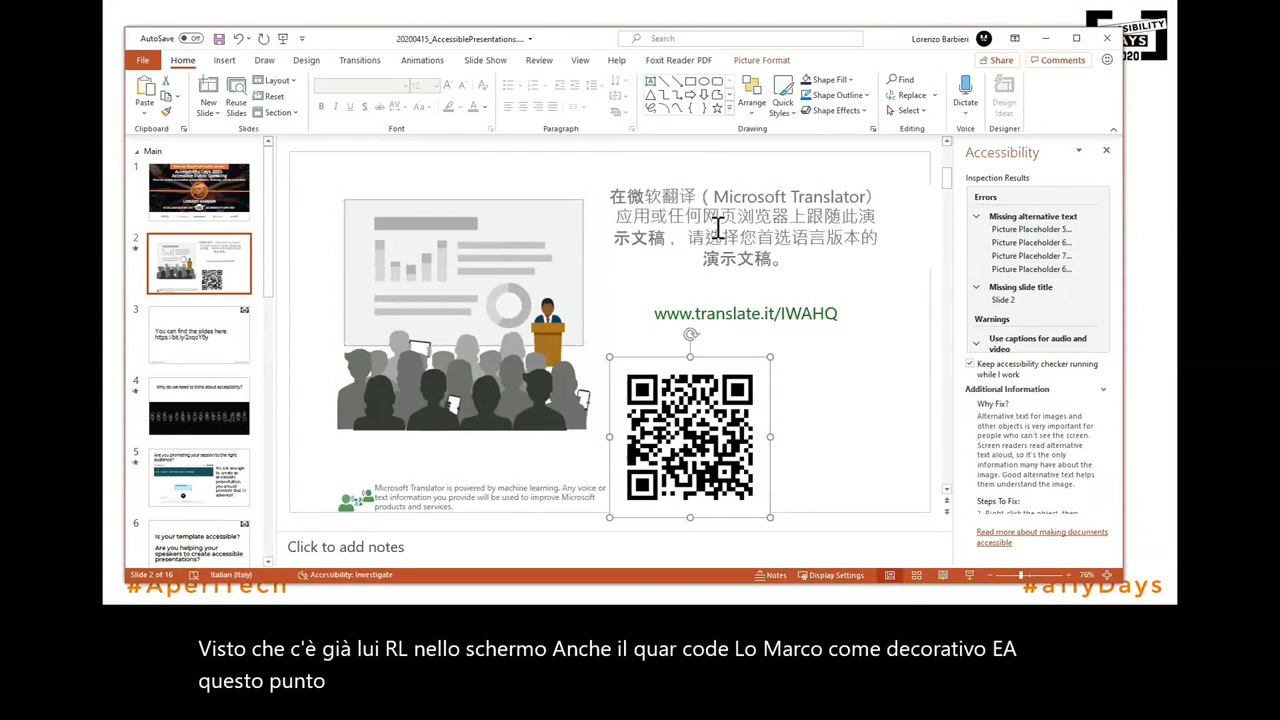 AutoSave Off
20200415_AccessiblePresentations....
Search
Lorenzo Barbieri
File Home Insert Draw Design Transitions Animations Slide Show Review View Help Foxit Reader PDF Picture Format
Share Comments
Paste
New Slide
Reuse Slides
Layout
Reset
Section
12
B I U S ab AV Aa A
Arrange
Quick Styles
Shape Fill
Shape Outline
Shape Effects
Find
Replace
Select
Dictate
Design Ideas
Clipboard Slides Font Paragraph Drawing Editing Voice Designer
Main
1
2
3
You can find the slides here:
4
Why do we need to think about accessibility?
5
Are you promoting your session to the right audience?
6
Is your template accessible?
Are you helping your
speakers to create accessible
presentations?
在微软翻译（Microsoft Translator）
应用或任何网页浏览器上跟随此演
示文稿，请选择您首选语言版本的
演示文稿。
www.translate.it/IWAHQ
Microsoft Translator is powered by machine learning. Any voice or
text information you provide will be used to improve Microsoft
products and services.
Click to add notes
Accessibility
Inspection Results
Errors
Missing alternative text
Picture Placeholder 5...
Picture Placeholder 6...
Picture Placeholder 7...
Picture Placeholder 6...
Missing slide title
Slide 2
Warnings
Use captions for audio and
video
Keep accessibility checker running
while I work
Additional Information
Why Fix?
Alternative text for images and
other objects is very important for
people who can't see the screen.
Screen readers read alternative
text aloud, so it's the only
information many have about the
image. Good alternative text helps
them understand the image.
Steps To Fix:
Read more about making documents
accessible
Slide 2 of 16 Italian (Italy) Accessibility: Investigate Notes Display Settings 76%
#AperiTech
#a11yDays
Visto che c'è già lui RL nello schermo Anche il quar code Lo Marco come decorativo EA
questo punto